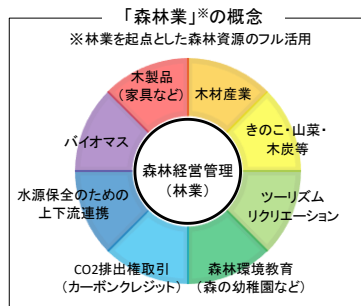 「森林業」※の概念
※林業を起点とした森林資源のフル活用
木製品
(家具など)
木材産業
バイオマス
きのこ・山菜・
木炭等
森林経営管理
(林業)
水源保全のための
上下流連携
ツーリズム
リクリエーション
CO2排出権取引
(カーボンクレジット)
森林環境教育
(森の幼稚園など)